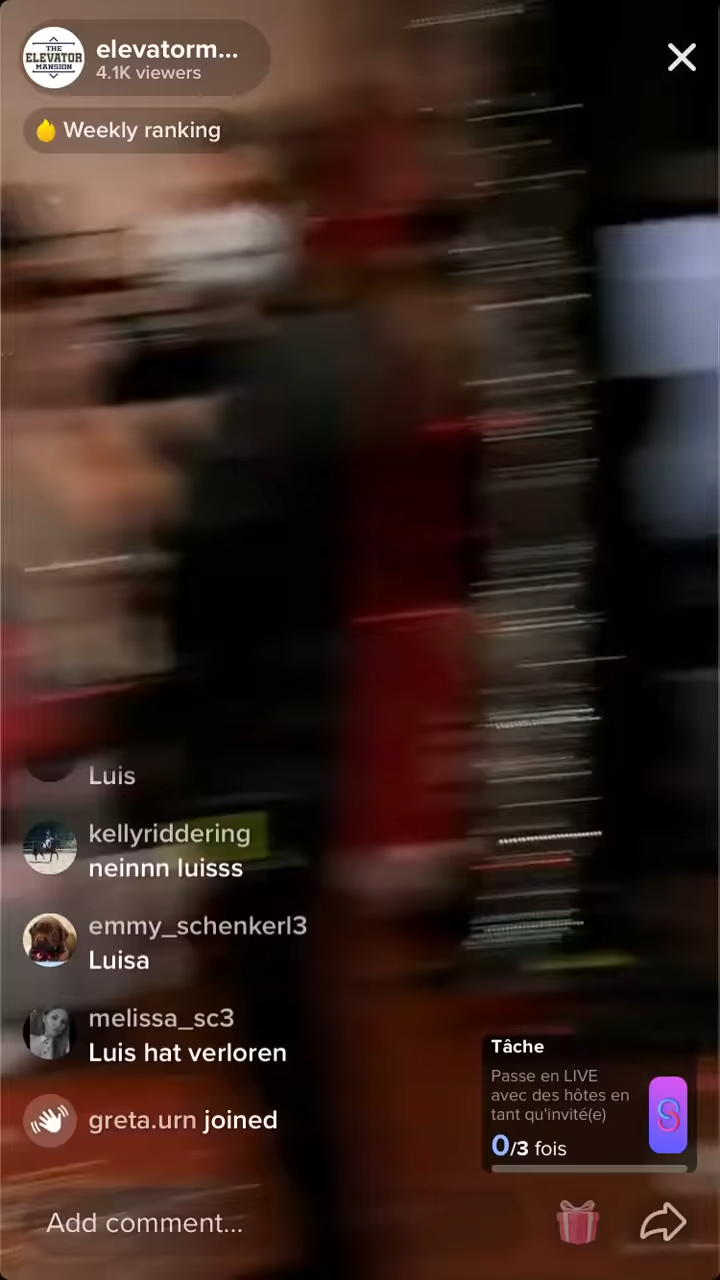 THE
ELEVATOR
MANSION
elevatorm...
4.1K viewers
Weekly ranking
Luis
kellyriddering
neinnn luisss
emmy_schenkerl3
Luisa
melissa_sc3
Luis hat verloren
greta.urn joined
Tâche
Passe en LIVE
avec des hôtes en
tant qu'invité(e)
0/3 fois
Add comment...